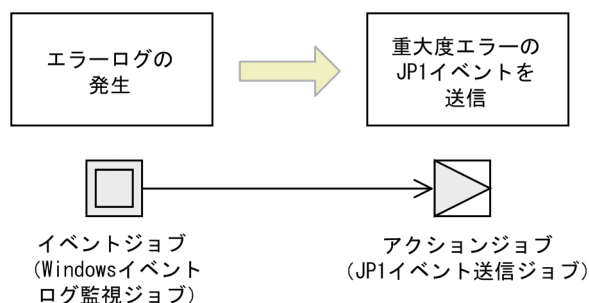 エラーログの
発生
重大度エラーの
JP1イベントを
送信
イベントジョブ
（Windowsイベント
ログ監視ジョブ）
アクションジョブ
（JP1イベント送信ジョブ）